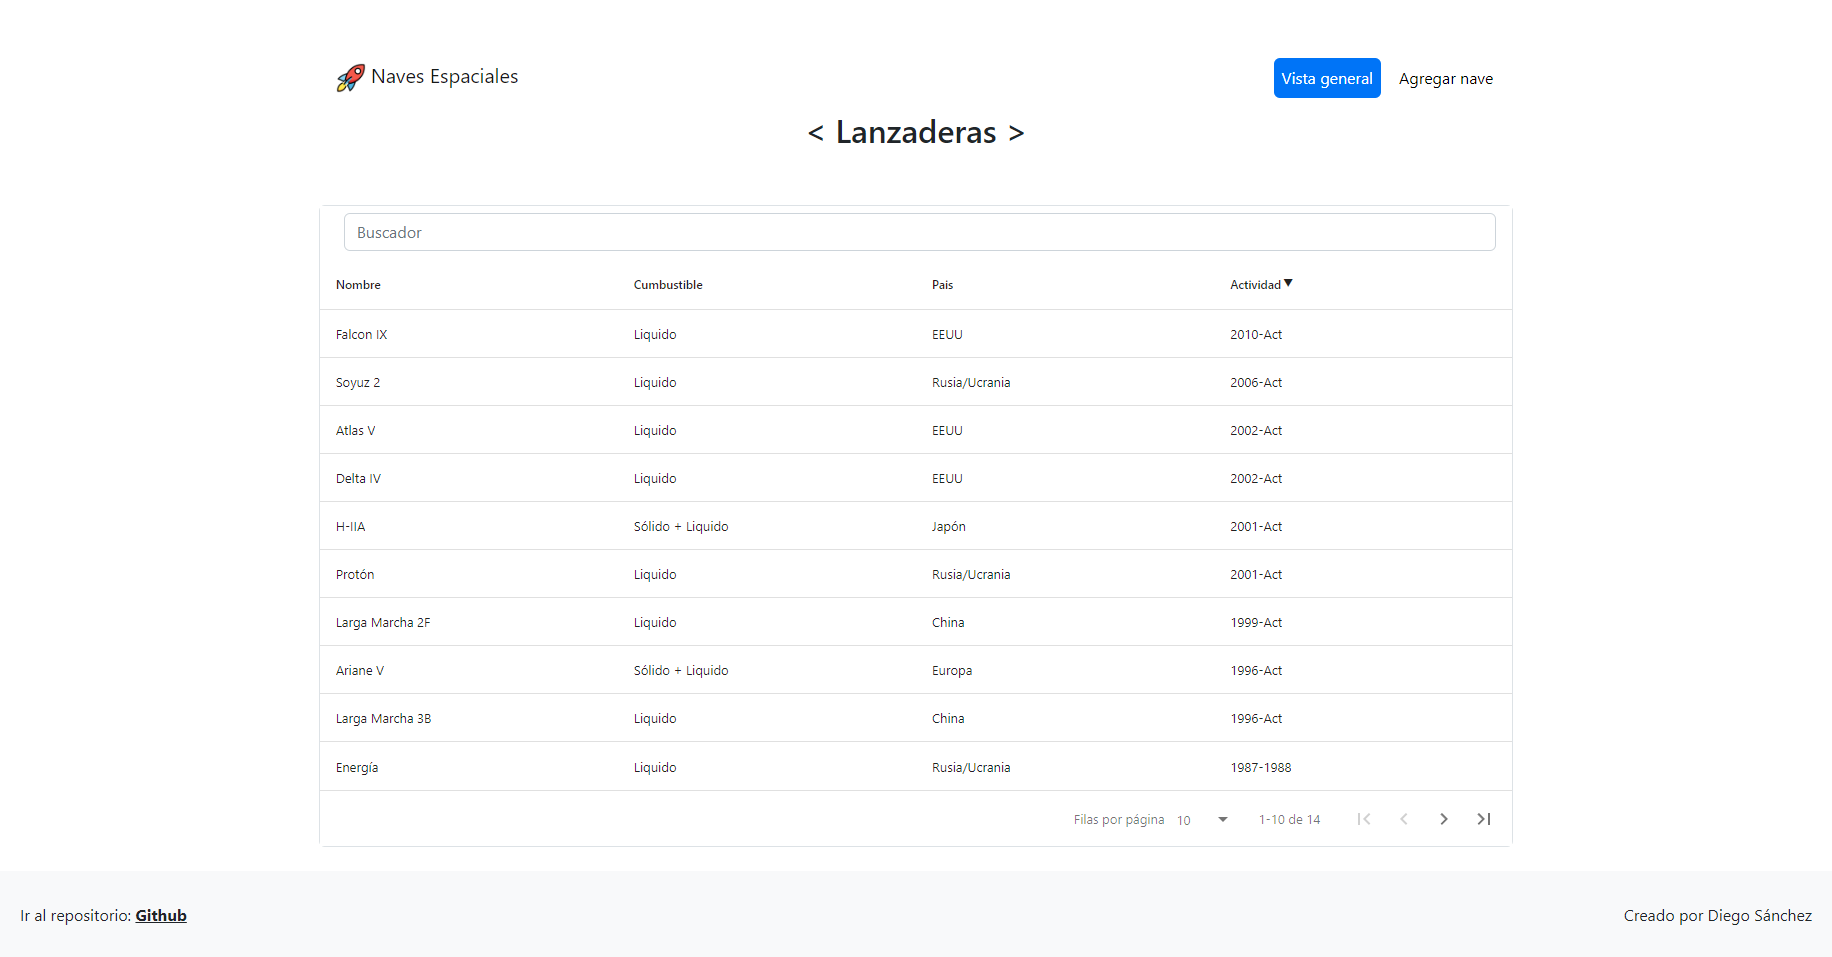 Naves Espaciales Vista general Agregar nave
< Lanzaderas >
Buscador
Nombre Cumbustible Pais Actividad ▼
Falcon IX Liquido EEUU 2010-Act
Soyuz 2 Liquido Rusia/Ucrania 2006-Act
Atlas V Liquido EEUU 2002-Act
Delta IV Liquido EEUU 2002-Act
H-IIA Sólido + Liquido Japón 2001-Act
Protón Liquido Rusia/Ucrania 2001-Act
Larga Marcha 2F Liquido China 1999-Act
Ariane V Sólido + Liquido Europa 1996-Act
Larga Marcha 3B Liquido China 1996-Act
Energía Liquido Rusia/Ucrania 1987-1988
Filas por página 10 1-10 de 14
Ir al repositorio: Github Creado por Diego Sánchez